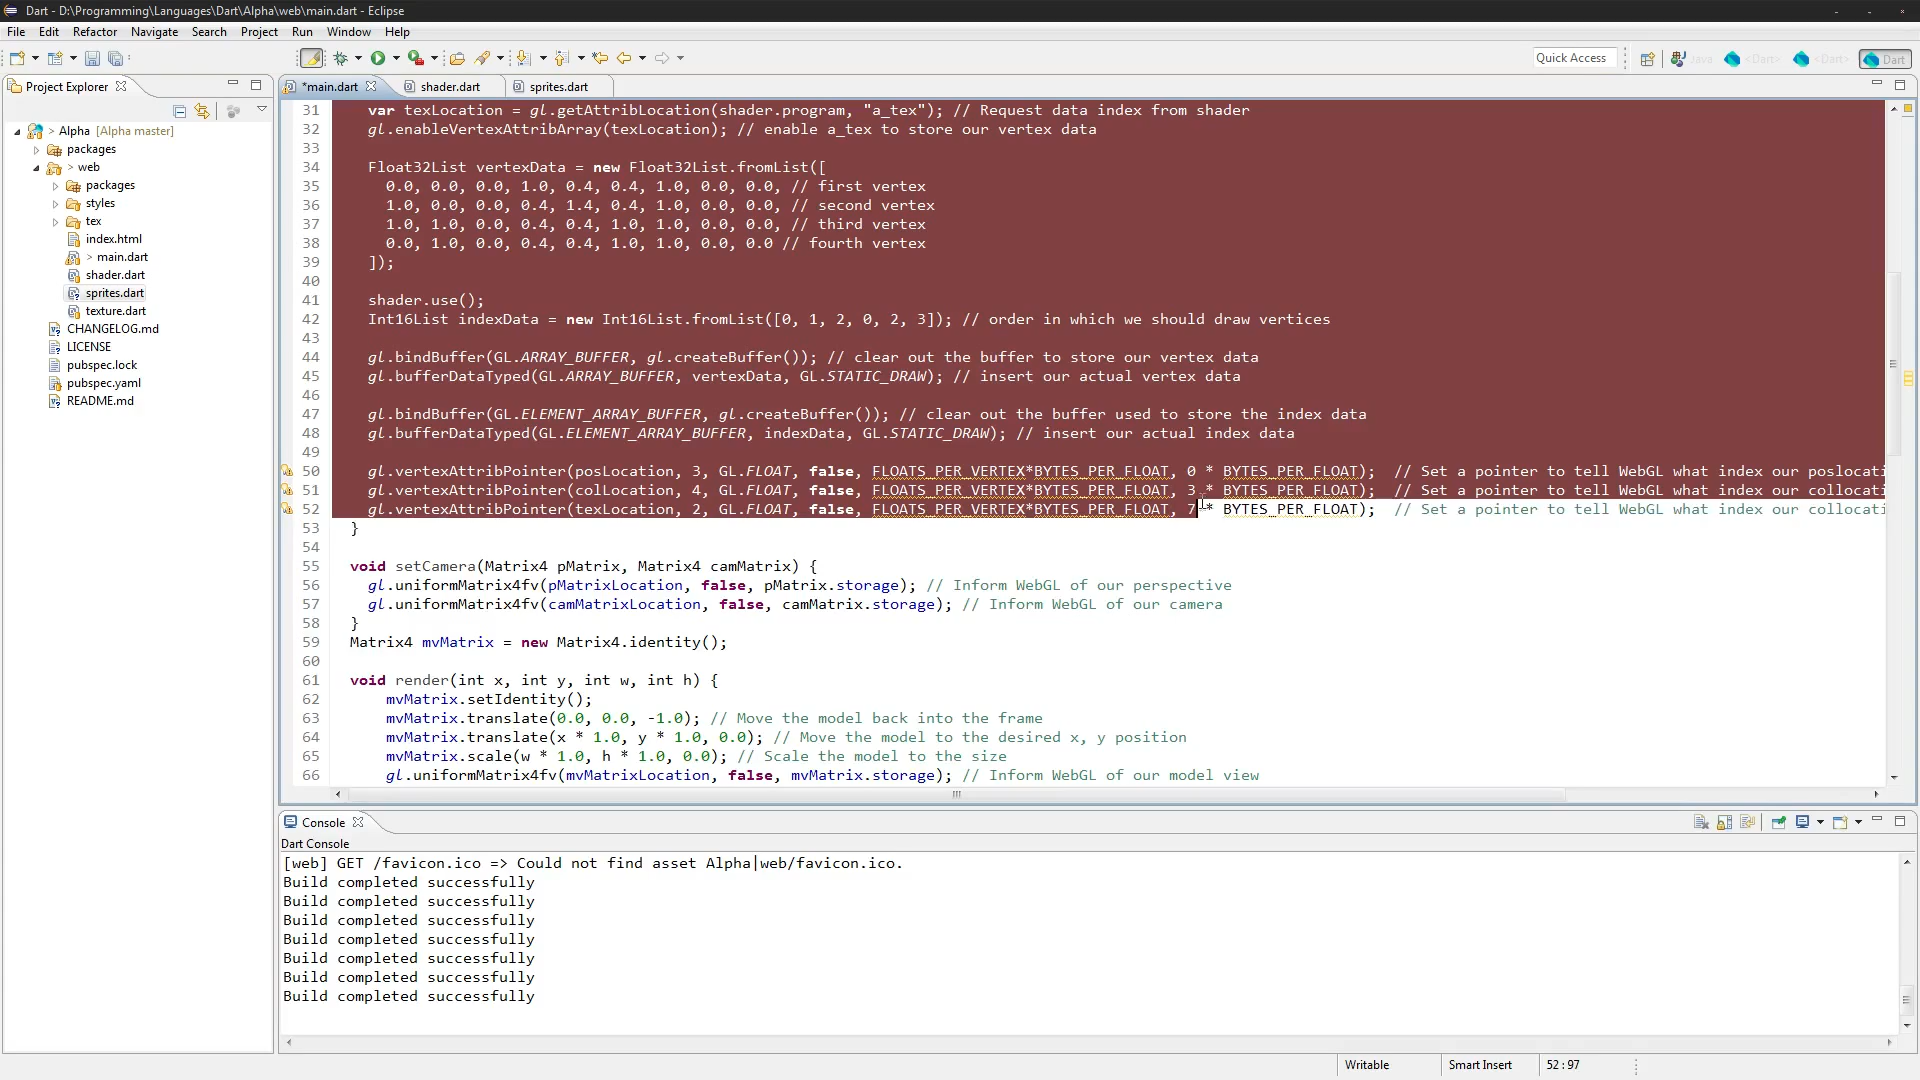 Dart - D:\Programming\Languages\Dart\Alpha\web\main.dart - Eclipse
File Edit Refactor Navigate Search Project Run Window Help
Quick Access
Java
<Dart>
<Dart>
Dart
Project Explorer
*main.dart
shader.dart
sprites.dart
> Alpha [Alpha master]
packages
> web
packages
styles
tex
index.html
> main.dart
shader.dart
sprites.dart
texture.dart
CHANGELOG.md
LICENSE
pubspec.lock
pubspec.yaml
README.md
31 var texLocation = gl.getAttribLocation(shader.program, "a_tex"); // Request data index from shader
32 gl.enableVertexAttribArray(texLocation); // enable a_tex to store our vertex data
33
34 Float32List vertexData = new Float32List.fromList([
35 0.0, 0.0, 0.0, 1.0, 0.4, 0.4, 1.0, 0.0, 0.0, // first vertex
36 1.0, 0.0, 0.0, 0.4, 1.4, 0.4, 1.0, 0.0, 0.0, // second vertex
37 1.0, 1.0, 0.0, 0.4, 0.4, 1.0, 1.0, 0.0, 0.0, // third vertex
38 0.0, 1.0, 0.0, 0.4, 0.4, 1.0, 1.0, 0.0, 0.0 // fourth vertex
39 ]);
40
41 shader.use();
42 Int16List indexData = new Int16List.fromList([0, 1, 2, 0, 2, 3]); // order in which we should draw vertices
43
44 gl.bindBuffer(GL.ARRAY_BUFFER, gl.createBuffer()); // clear out the buffer to store our vertex data
45 gl.bufferDataTyped(GL.ARRAY_BUFFER, vertexData, GL.STATIC_DRAW); // insert our actual vertex data
46
47 gl.bindBuffer(GL.ELEMENT_ARRAY_BUFFER, gl.createBuffer()); // clear out the buffer used to store the index data
48 gl.bufferDataTyped(GL.ELEMENT_ARRAY_BUFFER, indexData, GL.STATIC_DRAW); // insert our actual index data
49
50 gl.vertexAttribPointer(posLocation, 3, GL.FLOAT, false, FLOATS_PER_VERTEX*BYTES_PER_FLOAT, 0 * BYTES_PER_FLOAT); // Set a pointer to tell WebGL what index our poslocati
51 gl.vertexAttribPointer(colLocation, 4, GL.FLOAT, false, FLOATS_PER_VERTEX*BYTES_PER_FLOAT, 3 * BYTES_PER_FLOAT); // Set a pointer to tell WebGL what index our collocati
52 gl.vertexAttribPointer(texLocation, 2, GL.FLOAT, false, FLOATS_PER_VERTEX*BYTES_PER_FLOAT, 7 * BYTES_PER_FLOAT); // Set a pointer to tell WebGL what index our collocati
53 }
54
55 void setCamera(Matrix4 pMatrix, Matrix4 camMatrix) {
56 gl.uniformMatrix4fv(pMatrixLocation, false, pMatrix.storage); // Inform WebGL of our perspective
57 gl.uniformMatrix4fv(camMatrixLocation, false, camMatrix.storage); // Inform WebGL of our camera
58 }
59 Matrix4 mvMatrix = new Matrix4.identity();
60
61 void render(int x, int y, int w, int h) {
62 mvMatrix.setIdentity();
63 mvMatrix.translate(0.0, 0.0, -1.0); // Move the model back into the frame
64 mvMatrix.translate(x * 1.0, y * 1.0, 0.0); // Move the model to the desired x, y position
65 mvMatrix.scale(w * 1.0, h * 1.0, 0.0); // Scale the model to the size
66 gl.uniformMatrix4fv(mvMatrixLocation, false, mvMatrix.storage); // Inform WebGL of our model view
Console
Dart Console
[web] GET /favicon.ico => Could not find asset Alpha|web/favicon.ico.
Build completed successfully
Build completed successfully
Build completed successfully
Build completed successfully
Build completed successfully
Build completed successfully
Build completed successfully
Writable
Smart Insert
52 : 97